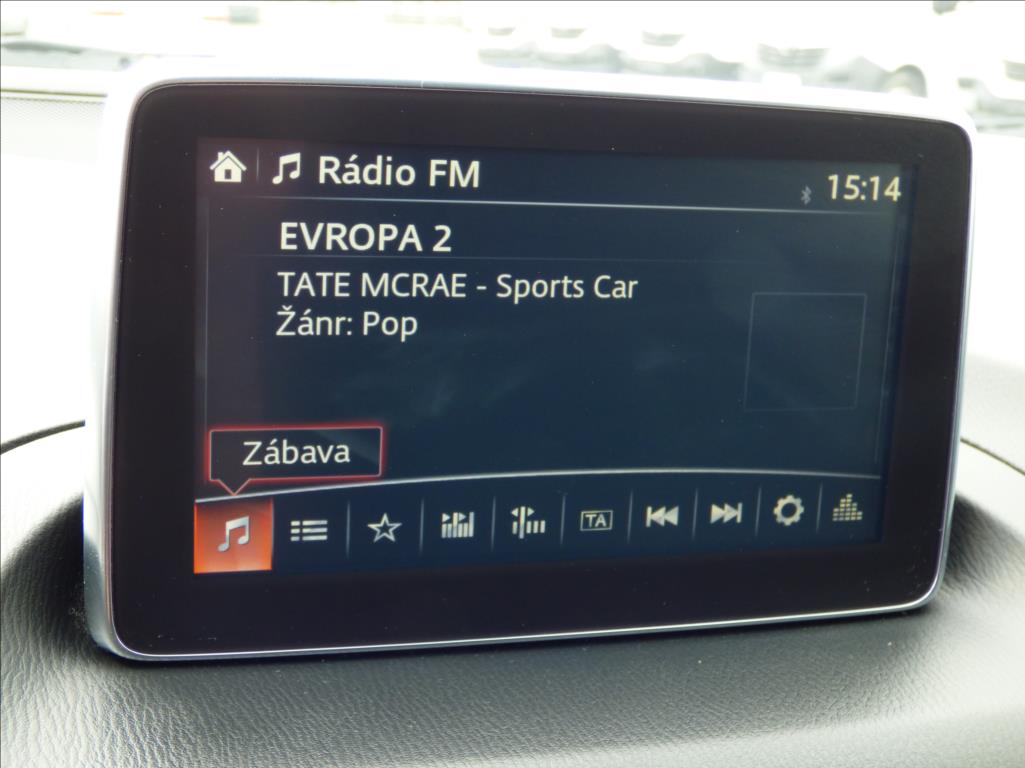 Rádio FM
15:14
EVROPA 2
TATE MCRAE - Sports Car
Žánr: Pop
Zábava
TA